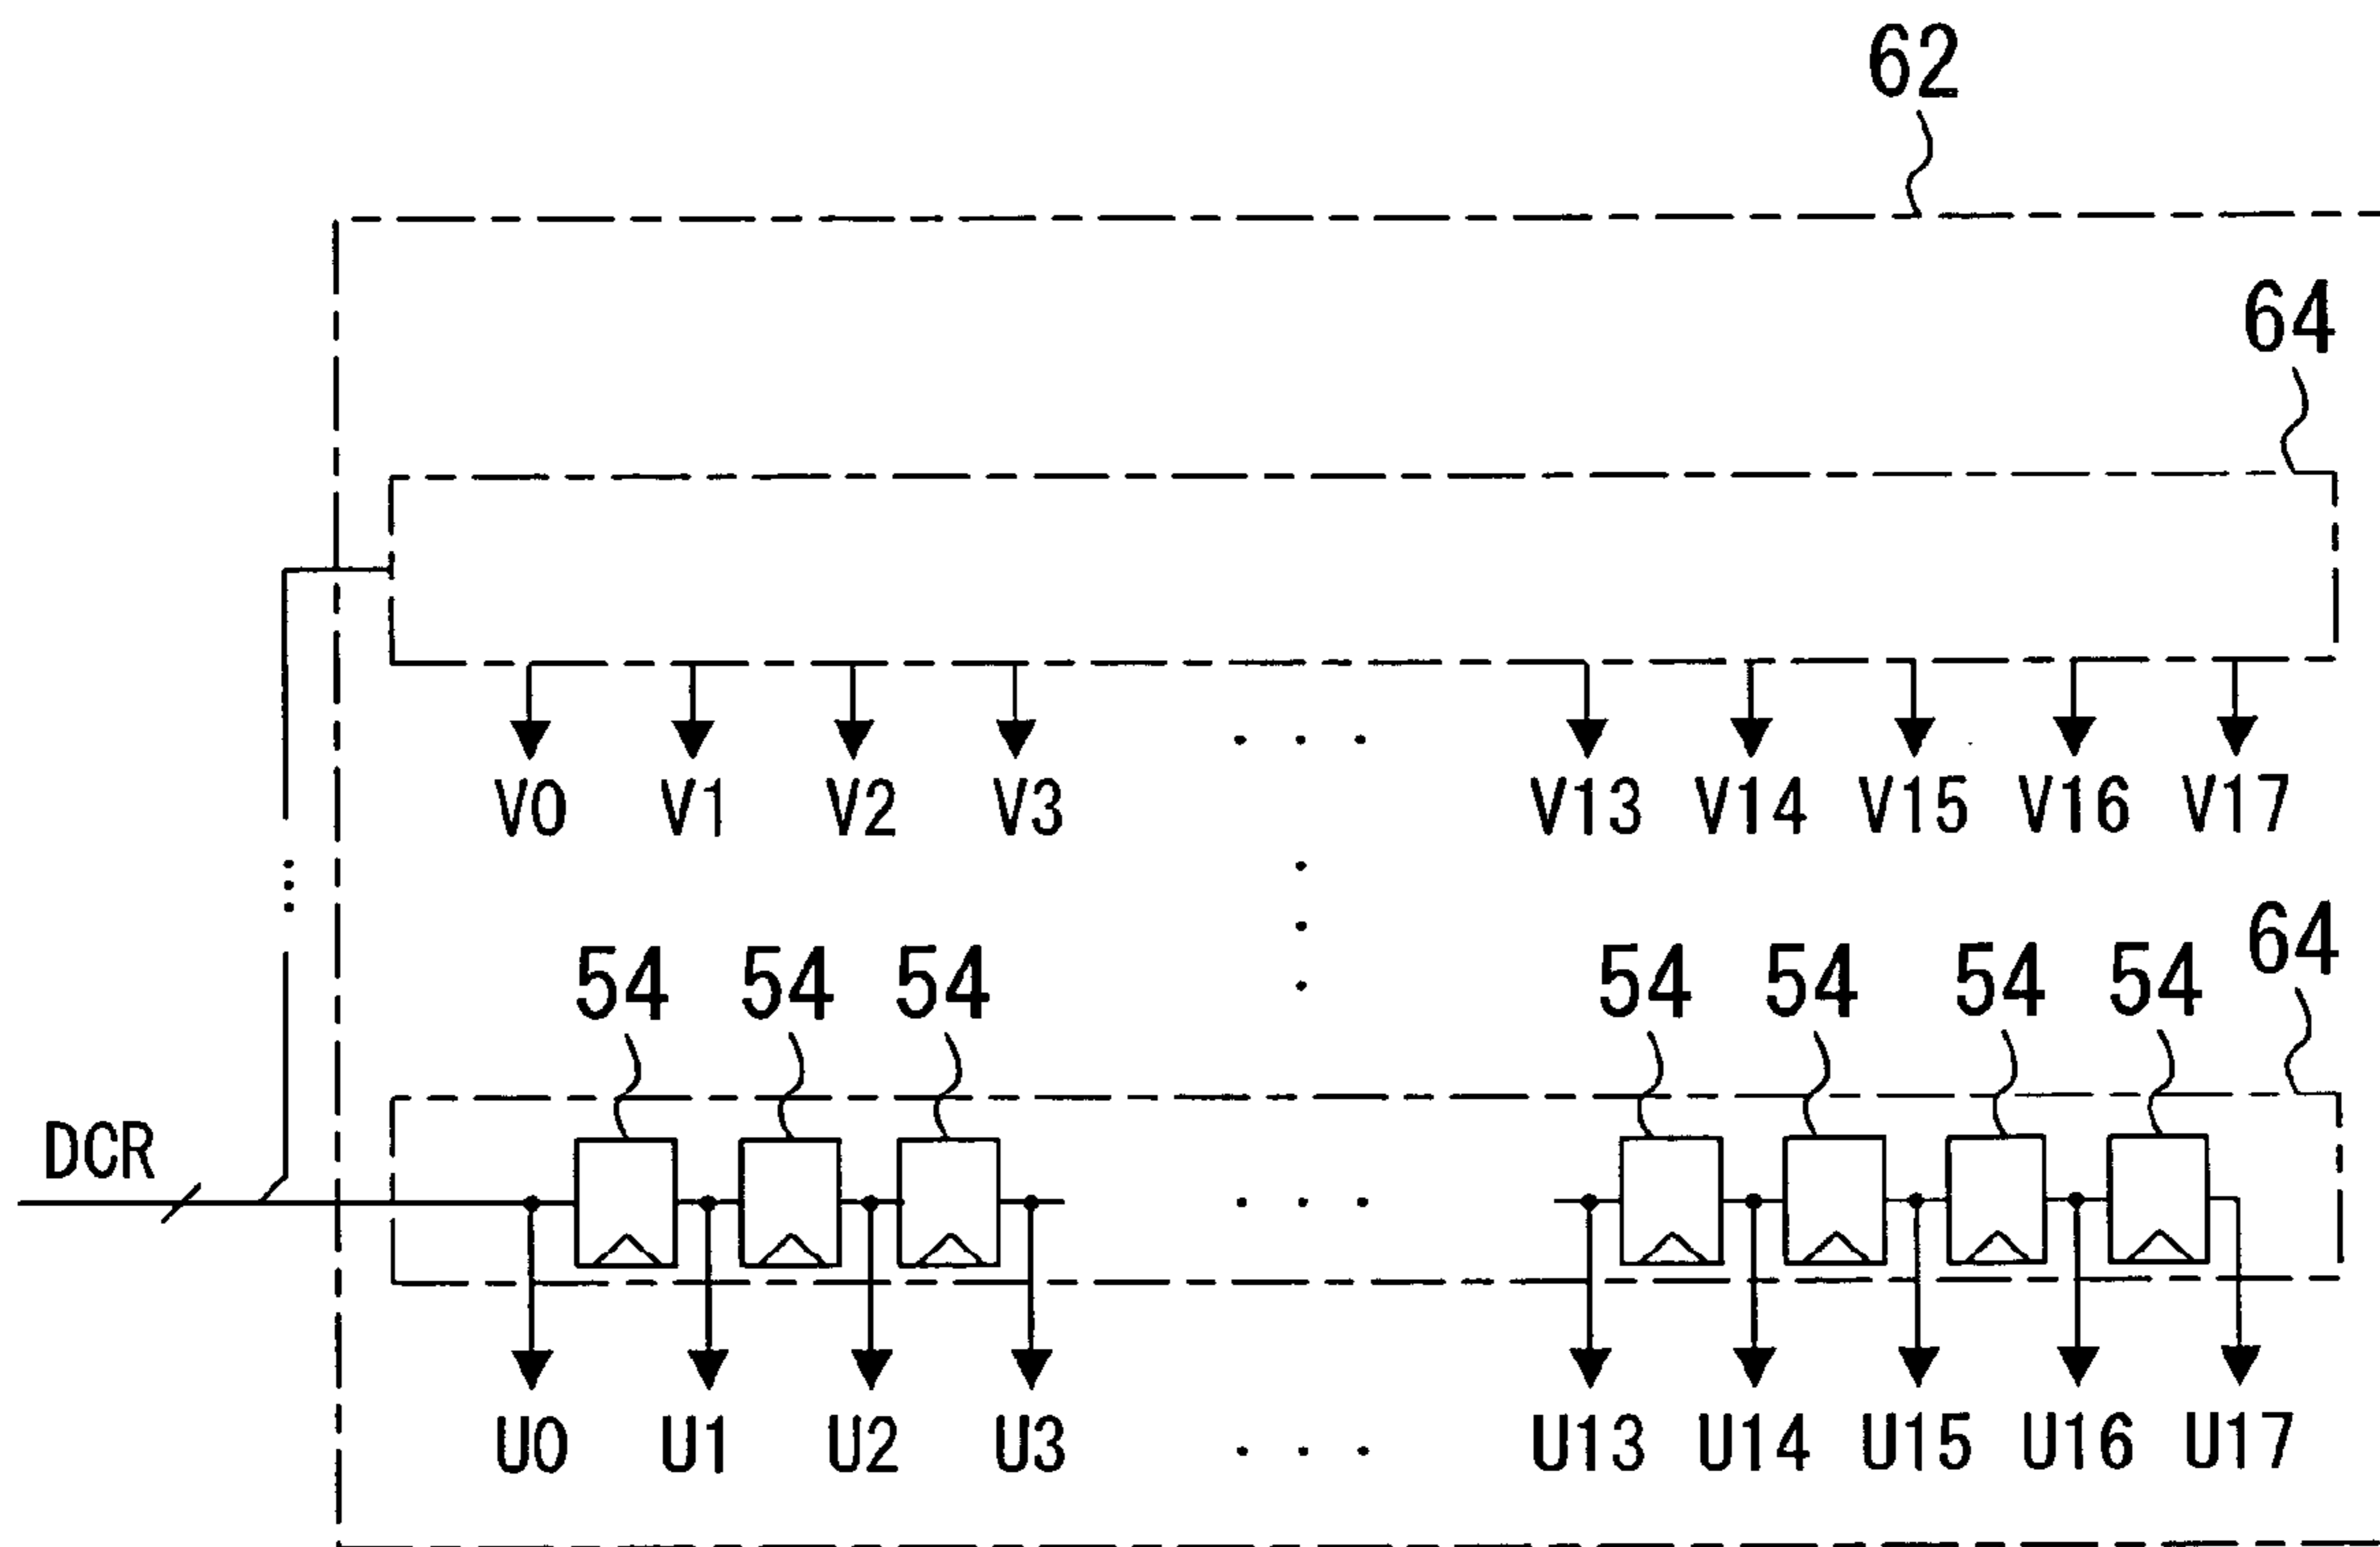 62
64
V0 V1 V2 V3 . . . V13 V14 V15 V16 V17
54 54 54 54 54 54 54 64
DCR
U0 U1 U2 U3 . . . U13 U14 U15 U16 U17